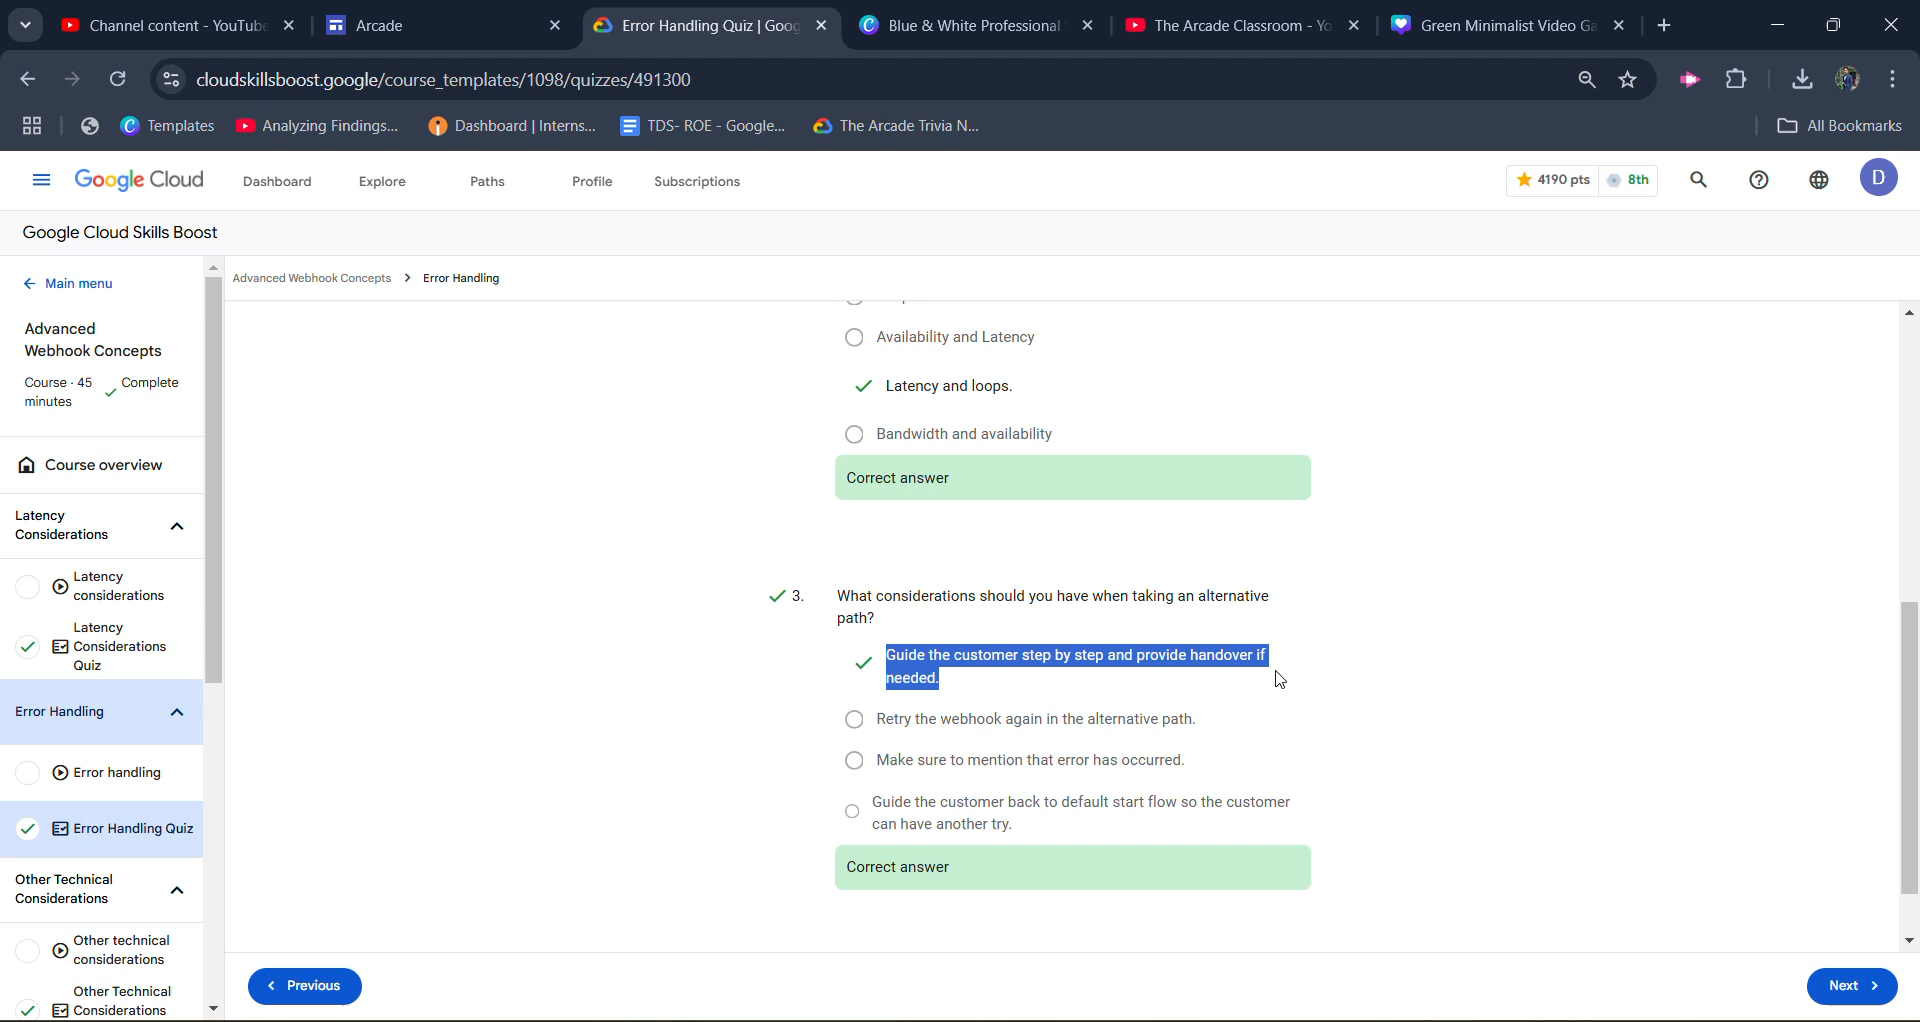 Channel content - YouTube
Arcade
Error Handling Quiz | Goog
Blue & White Professional
The Arcade Classroom - Yo
Green Minimalist Video Ga
cloudskillsboost.google/course_templates/1098/quizzes/491300
Templates
Analyzing Findings...
Dashboard | Interns...
TDS- ROE - Google...
The Arcade Trivia N...
All Bookmarks
Google Cloud
Dashboard
Explore
Paths
Profile
Subscriptions
4190 pts
8th
D
Google Cloud Skills Boost
Main menu
Advanced Webhook Concepts > Error Handling
Advanced
Webhook Concepts
Course · 45
minutes
Complete
Course overview
Latency
Considerations
Latency
considerations
Latency
Considerations
Quiz
Error Handling
Error handling
Error Handling Quiz
Other Technical
Considerations
Other technical
considerations
Other Technical
Considerations
Availability and Latency
Latency and loops.
Bandwidth and availability
Correct answer
3. What considerations should you have when taking an alternative
path?
Guide the customer step by step and provide handover if
needed.
Retry the webhook again in the alternative path.
Make sure to mention that error has occurred.
Guide the customer back to default start flow so the customer
can have another try.
Correct answer
Previous
Next